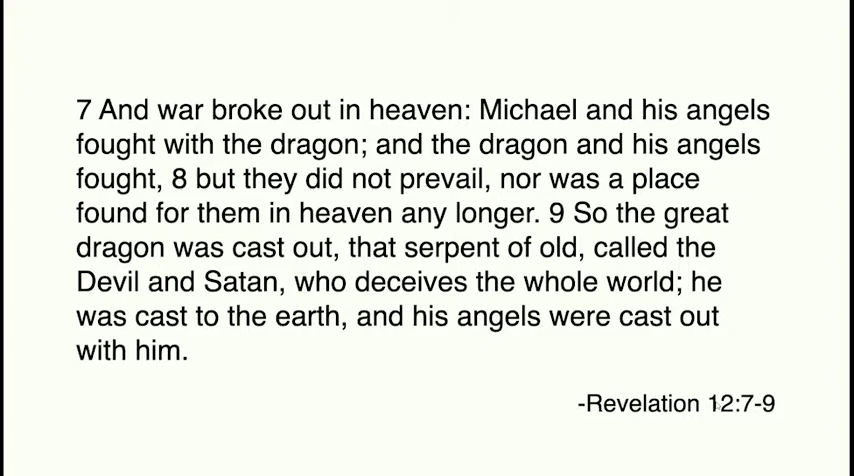 7 And war broke out in heaven: Michael and his angels
fought with the dragon; and the dragon and his angels
fought, 8 but they did not prevail, nor was a place
found for them in heaven any longer. 9 So the great
dragon was cast out, that serpent of old, called the
Devil and Satan, who deceives the whole world; he
was cast to the earth, and his angels were cast out
with him.
-Revelation 12:7-9